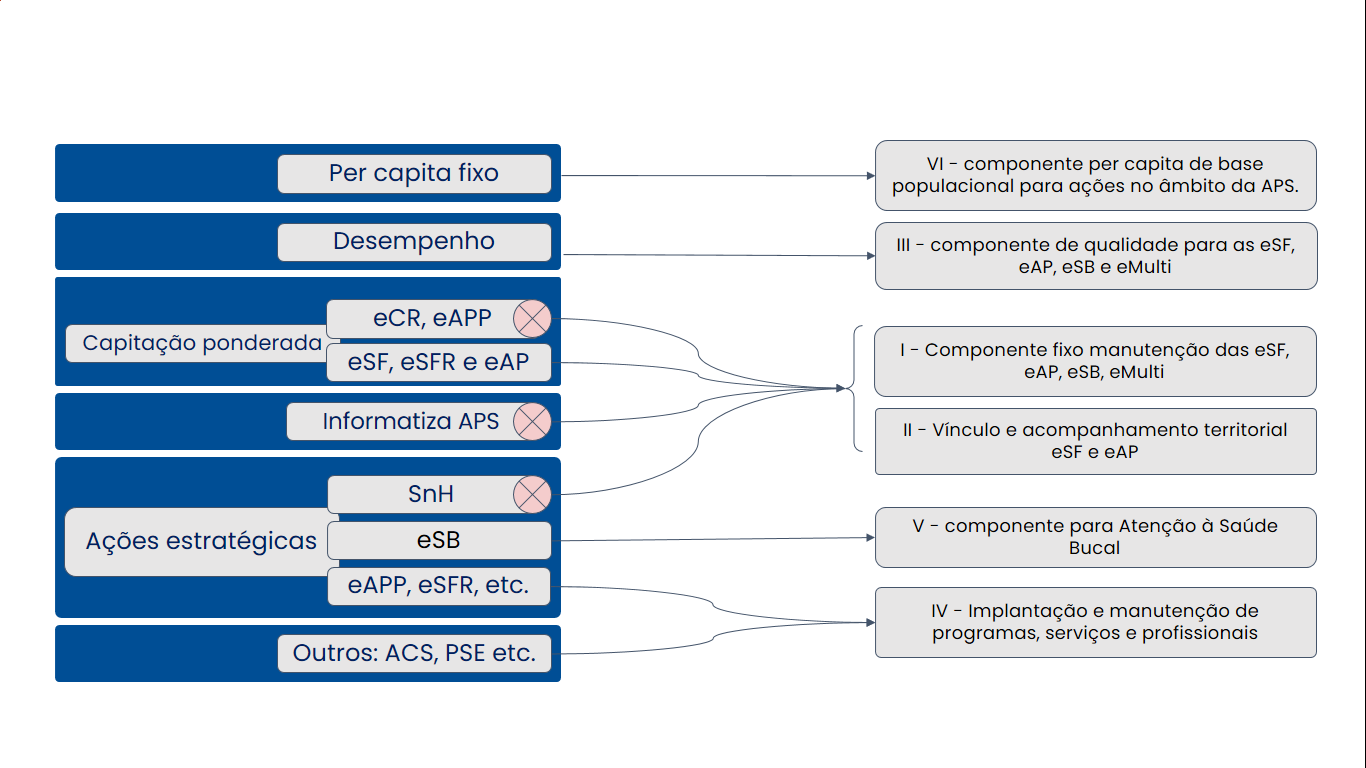 Per capita fixo
Desempenho
Capitação ponderada
eCR, eAPP
eSF, eSFR e eAP
Informatiza APS
Ações estratégicas
SnH
eSB
eAPP, eSFR, etc.
Outros: ACS, PSE etc.
VI - componente per capita de base
populacional para ações no âmbito da APS.
III - componente de qualidade para as eSF,
eAP, eSB e eMulti
I - Componente fixo manutenção das eSF,
eAP, eSB, eMulti
II - Vínculo e acompanhamento territorial
eSF e eAP
V - componente para Atenção à Saúde
Bucal
IV - Implantação e manutenção de
programas, serviços e profissionais